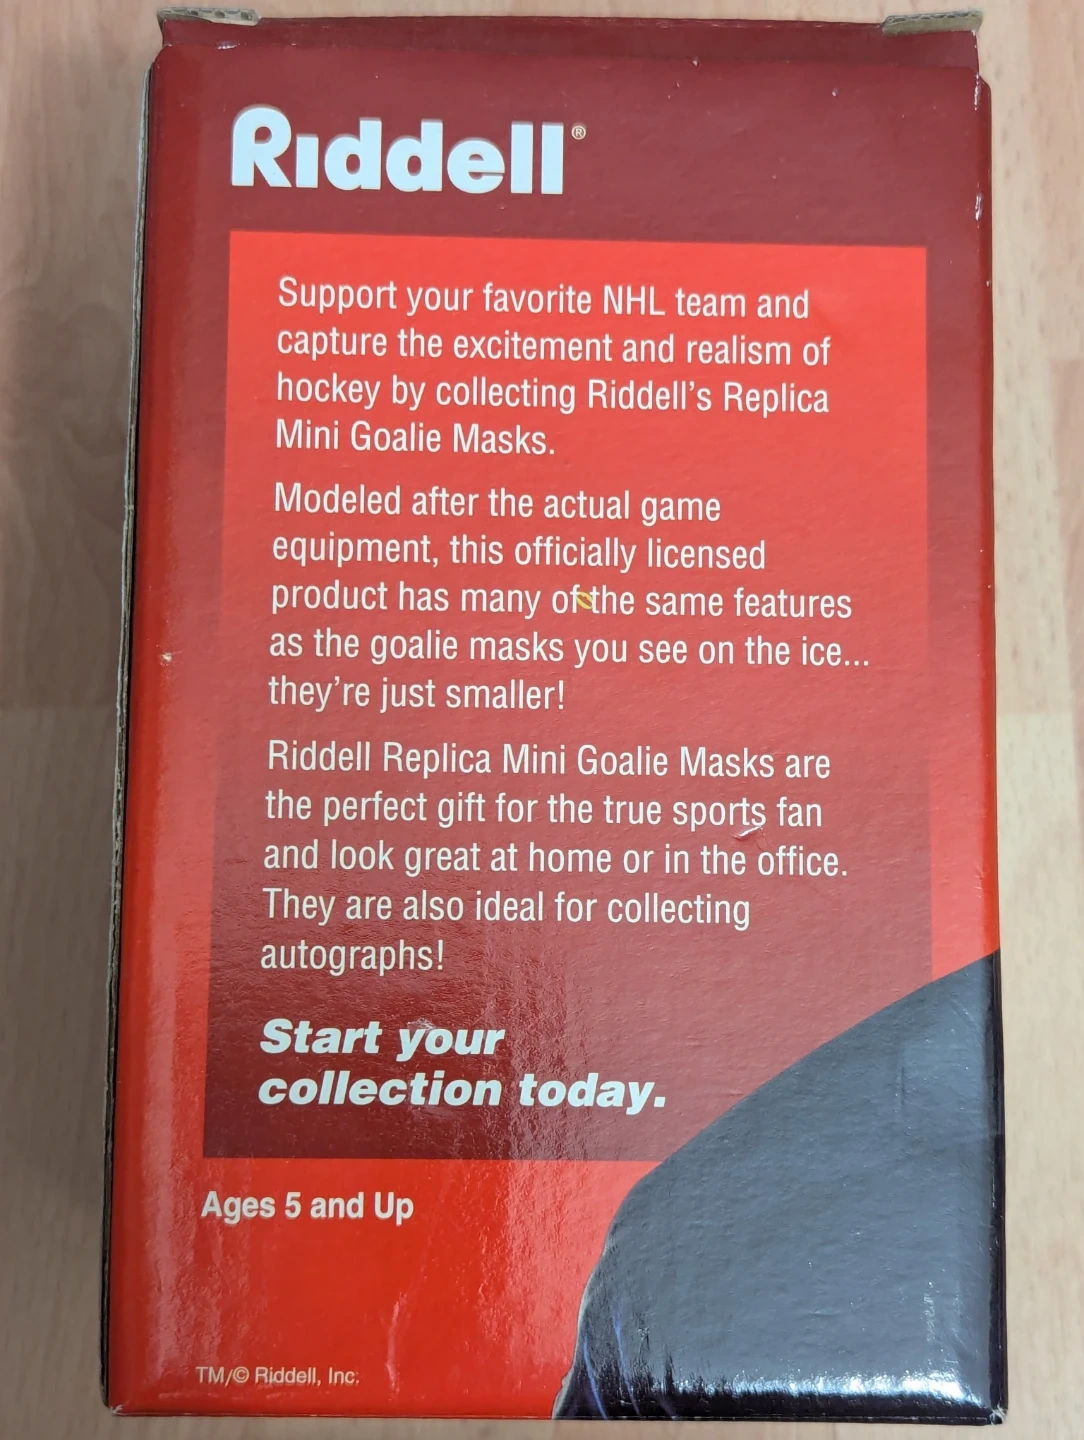 Riddell®
Support your favorite NHL team and
capture the excitement and realism of
hockey by collecting Riddell's Replica
Mini Goalie Masks.
Modeled after the actual game
equipment, this officially licensed
product has many of the same features
as the goalie masks you see on the ice...
they're just smaller!
Riddell Replica Mini Goalie Masks are
the perfect gift for the true sports fan
and look great at home or in the office.
They are also ideal for collecting
autographs!
Start your
collection today.
Ages 5 and Up
TM/© Riddell, Inc.